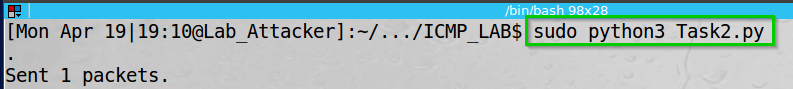 /bin/bash 98x28
[Mon Apr 19|19:10@Lab_Attacker]:~/.../ICMP_LAB$ sudo python3 Task2.py
.
Sent 1 packets.